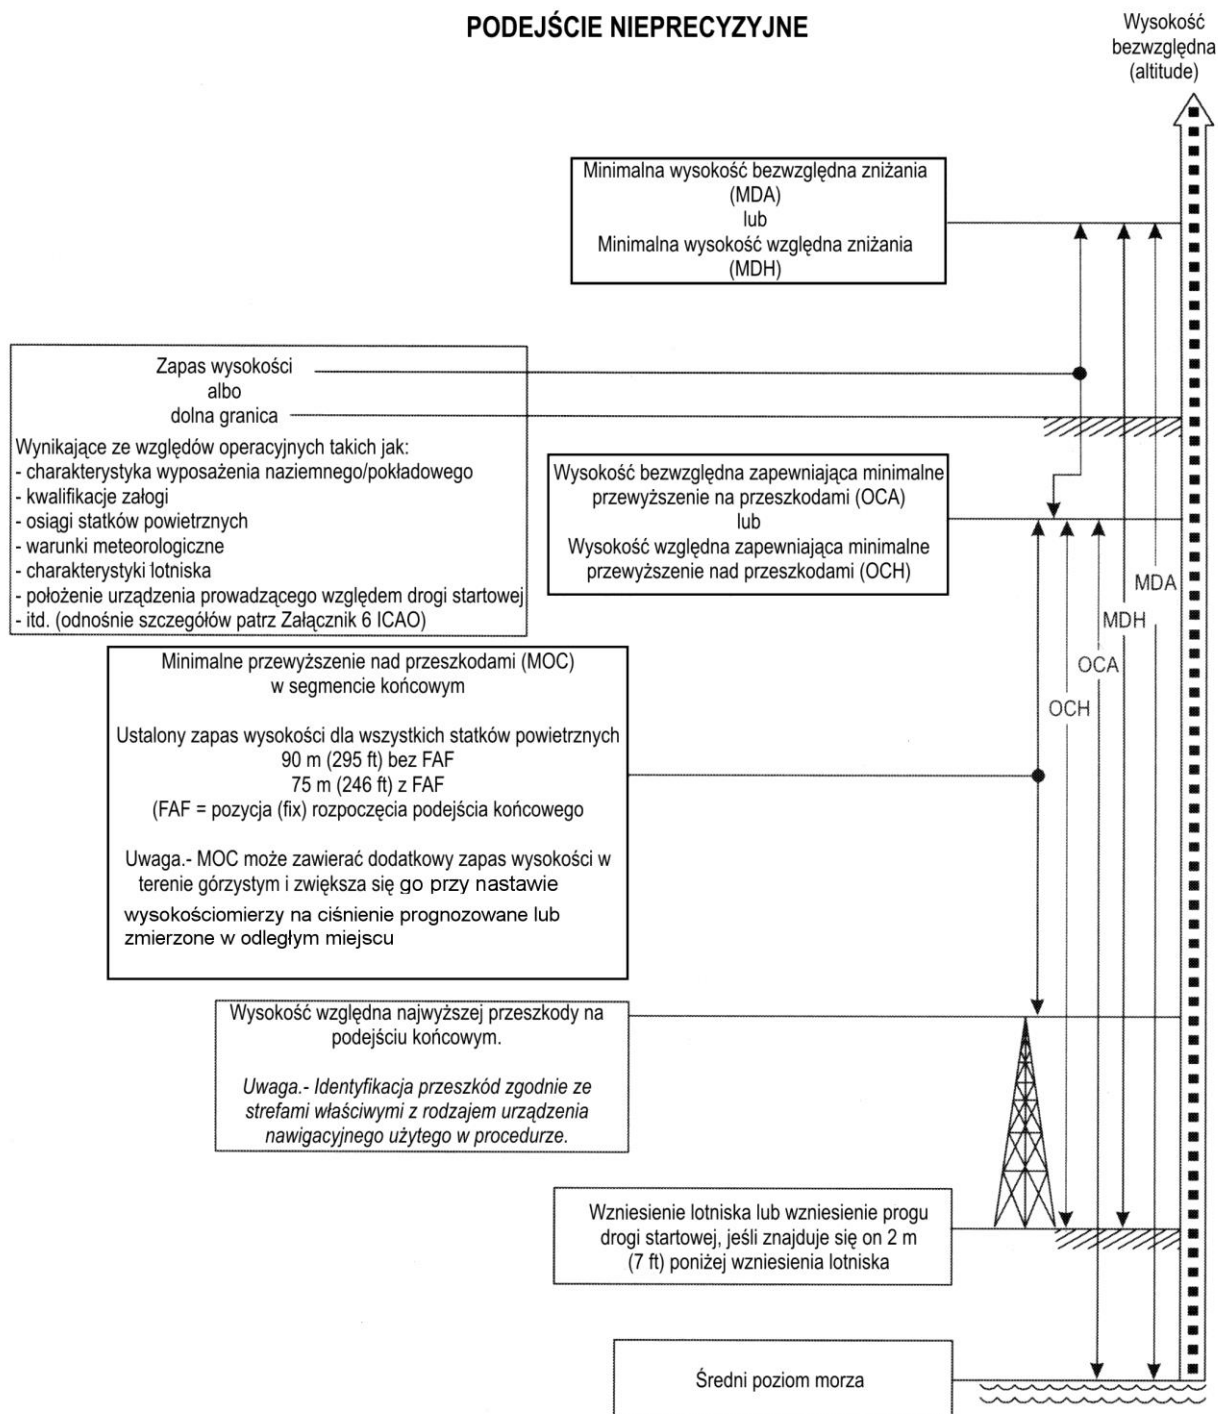 PODEJŚCIE NIEPRECYZYJNE
Wysokość
bezwzględna
(altitude)
Minimalna wysokość bezwzględna zniżania
(MDA)
lub
Minimalna wysokość względna zniżania
(MDH)
Zapas wysokości
albo
dolna granica
Wynikające ze względów operacyjnych takich jak:
- charakterystyka wyposażenia naziemnego/pokładowego
- kwalifikacje załogi
- osiągi statków powietrznych
- warunki meteorologiczne
- charakterystyki lotniska
- położenie urządzenia prowadzącego względem drogi startowej
- itd. (odnośnie szczegółów patrz Załącznik 6 ICAO)
Wysokość bezwzględna zapewniająca minimalne
przewyższenie na przeszkodami (OCA)
lub
Wysokość względna zapewniająca minimalne
przewyższenie nad przeszkodami (OCH)
MDA
MDH
OCA
OCH
Minimalne przewyższenie nad przeszkodami (MOC)
w segmencie końcowym
Ustalony zapas wysokości dla wszystkich statków powietrznych
90 m (295 ft) bez FAF
75 m (246 ft) z FAF
(FAF = pozycja (fix) rozpoczęcia podejścia końcowego
Uwaga.- MOC może zawierać dodatkowy zapas wysokości w
terenie górzystym i zwiększa się go przy nastawie
wysokościomierzy na ciśnienie prognozowane lub
zmierzone w odległym miejscu
Wysokość względna najwyższej przeszkody na
podejściu końcowym.
Uwaga.- Identyfikacja przeszkód zgodnie ze
strefami właściwymi z rodzajem urządzenia
nawigacyjnego użytego w procedurze.
Wzniesienie lotniska lub wzniesienie progu
drogi startowej, jeśli znajduje się on 2 m
(7 ft) poniżej wzniesienia lotniska
Średni poziom morza